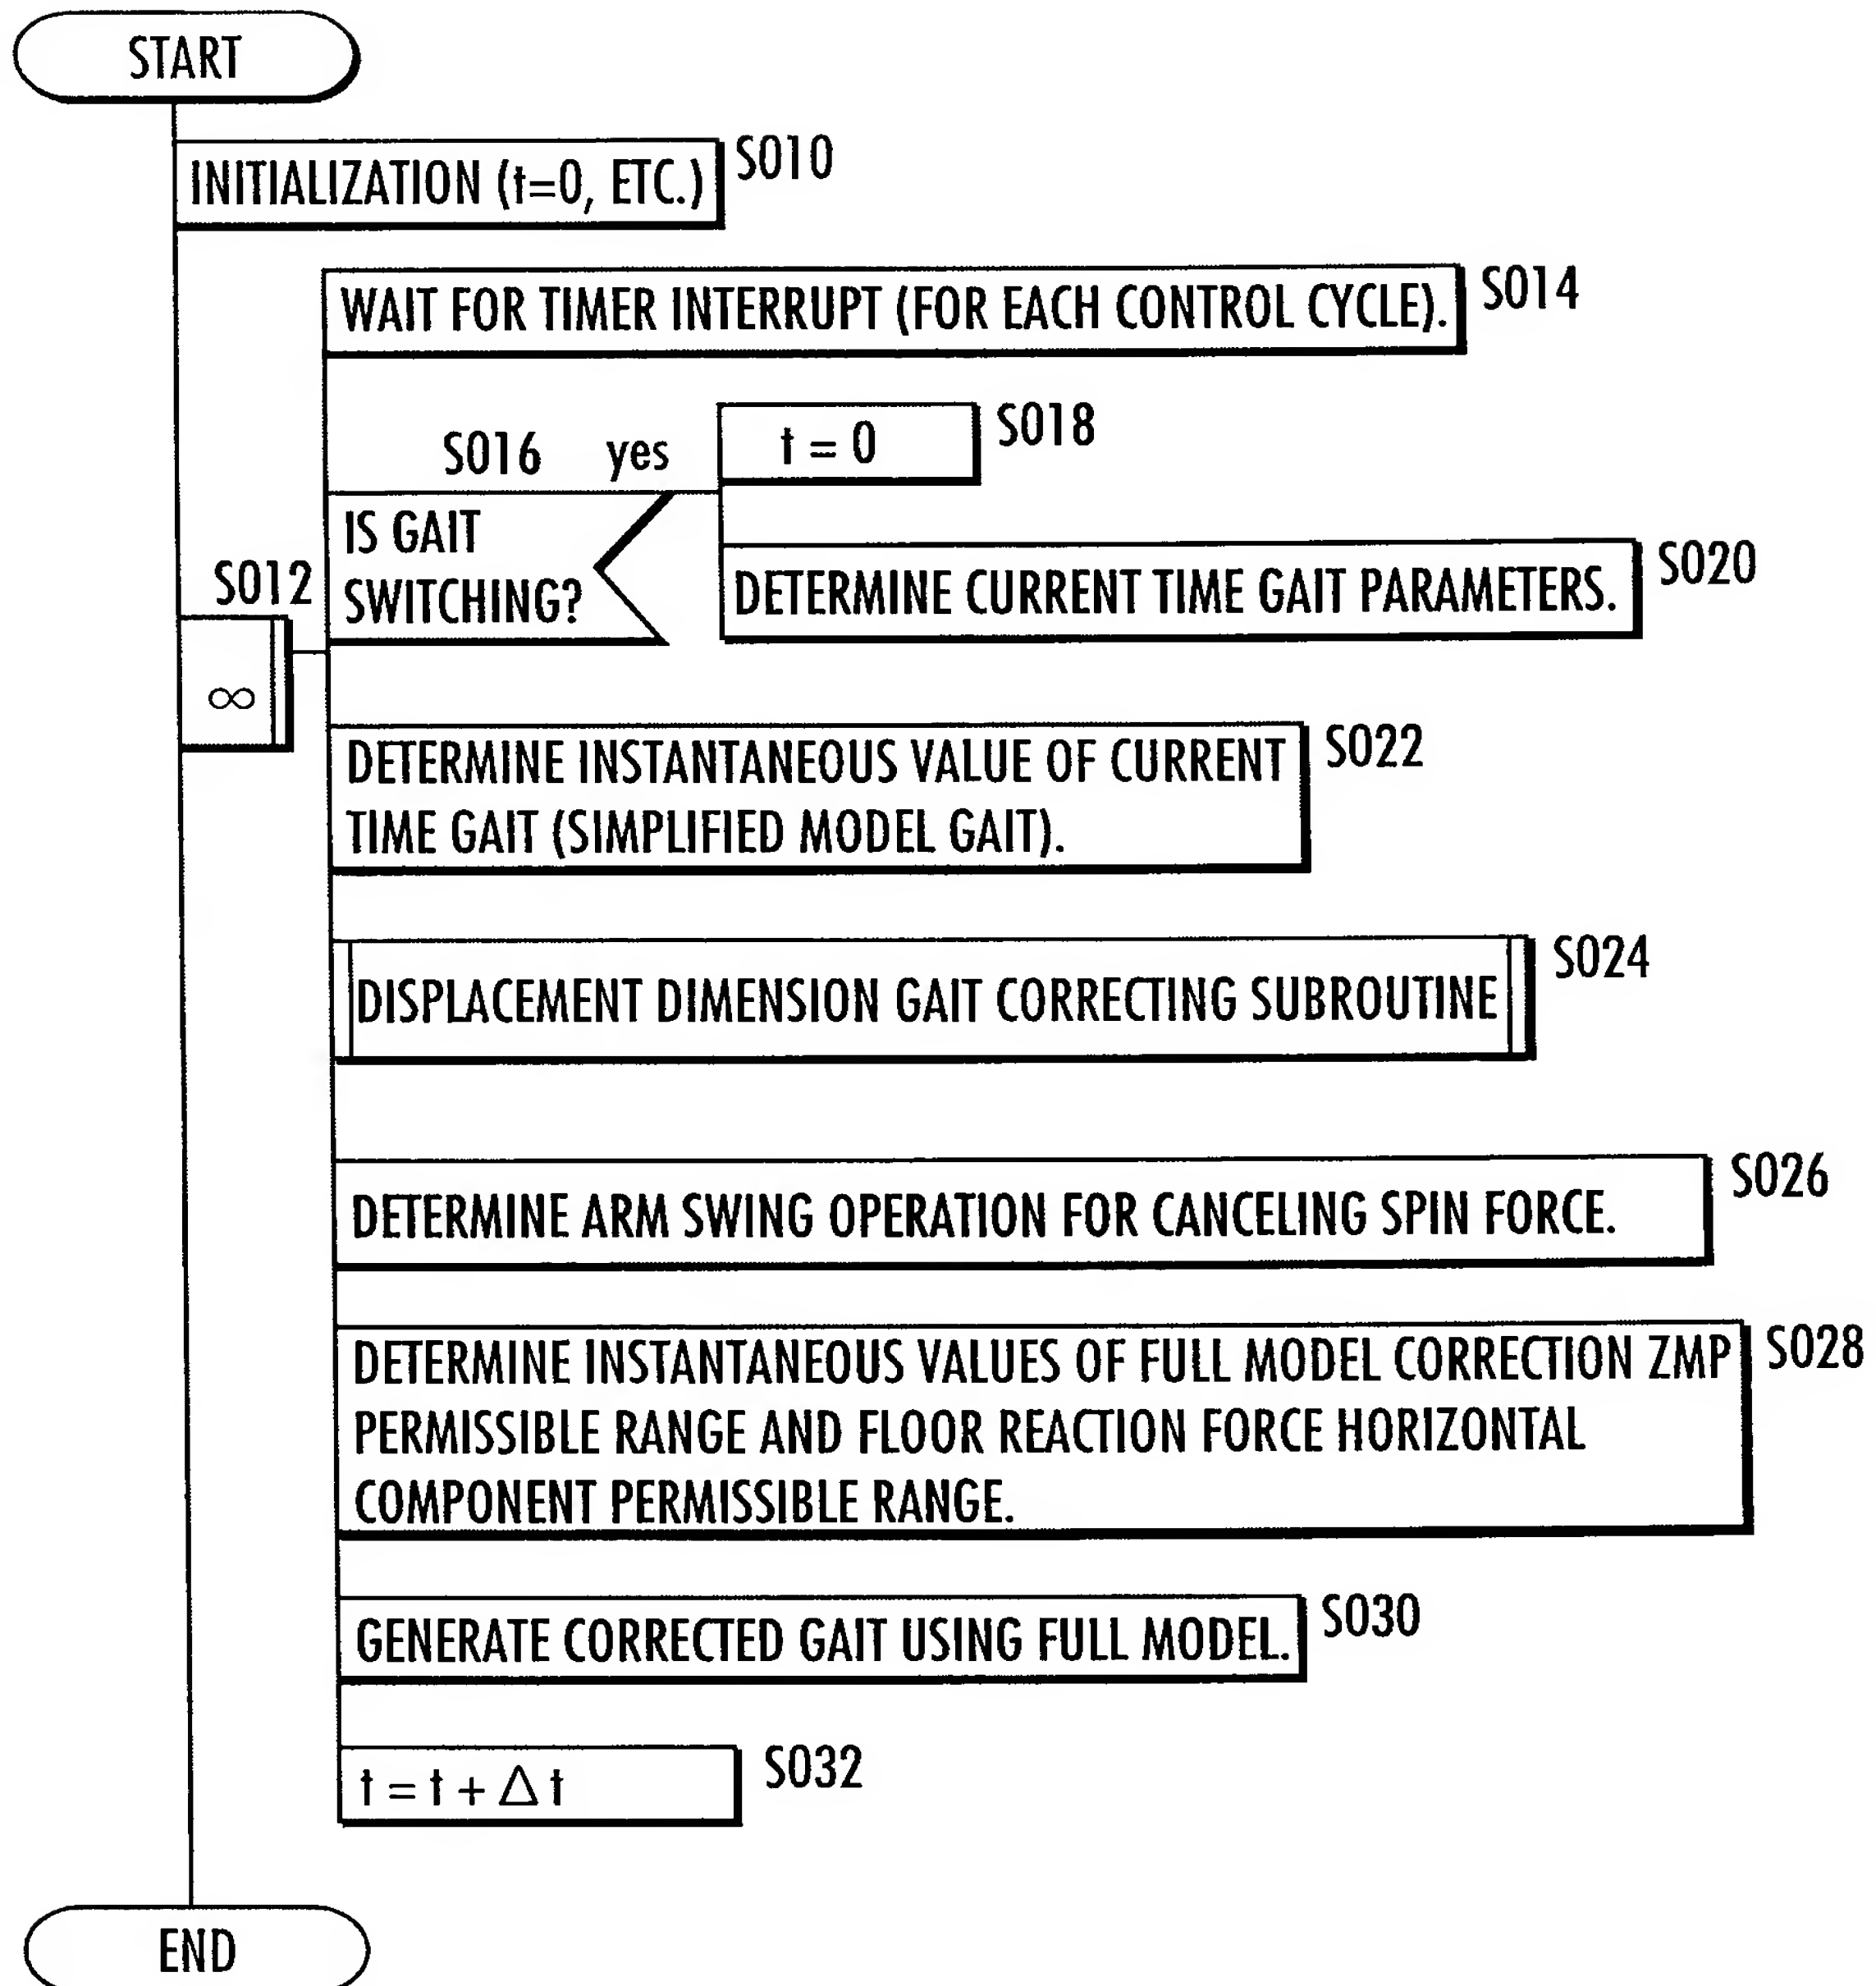 START
INITIALIZATION (t=0, ETC.)
S010
WAIT FOR TIMER INTERRUPT (FOR EACH CONTROL CYCLE).
S014
S016
yes
t = 0
S018
IS GAIT
SWITCHING?
DETERMINE CURRENT TIME GAIT PARAMETERS.
S020
S012
∞
DETERMINE INSTANTANEOUS VALUE OF CURRENT
TIME GAIT (SIMPLIFIED MODEL GAIT).
S022
DISPLACEMENT DIMENSION GAIT CORRECTING SUBROUTINE
S024
DETERMINE ARM SWING OPERATION FOR CANCELING SPIN FORCE.
S026
DETERMINE INSTANTANEOUS VALUES OF FULL MODEL CORRECTION ZMP
PERMISSIBLE RANGE AND FLOOR REACTION FORCE HORIZONTAL
COMPONENT PERMISSIBLE RANGE.
S028
GENERATE CORRECTED GAIT USING FULL MODEL.
S030
t = t + Δ t
S032
END